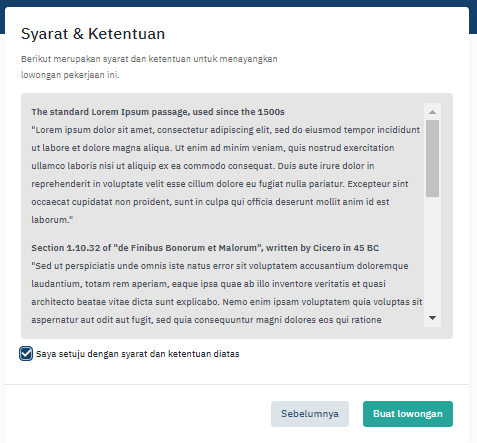 Syarat & Ketentuan
Berikut merupakan syarat dan ketentuan untuk menayangkan
lowongan pekerjaan ini.
The standard Lorem Ipsum passage, used since the 1500s
"Lorem ipsum dolor sit amet, consectetur adipiscing elit, sed do eiusmod tempor incididunt
ut labore et dolore magna aliqua. Ut enim ad minim veniam, quis nostrud exercitation
ullamco laboris nisi ut aliquip ex ea commodo consequat. Duis aute irure dolor in
reprehenderit in voluptate velit esse cillum dolore eu fugiat nulla pariatur. Excepteur sint
occaecat cupidatat non proident, sunt in culpa qui officia deserunt mollit anim id est
laborum."
Section 1.10.32 of "de Finibus Bonorum et Malorum", written by Cicero in 45 BC
"Sed ut perspiciatis unde omnis iste natus error sit voluptatem accusantium doloremque
laudantium, totam rem aperiam, eaque ipsa quae ab illo inventore veritatis et quasi
architecto beatae vitae dicta sunt explicabo. Nemo enim ipsam voluptatem quia voluptas sit
aspernatur aut odit aut fugit, sed quia consequuntur magni dolores eos qui ratione
Saya setuju dengan syarat dan ketentuan diatas
Sebelumnya
Buat lowongan